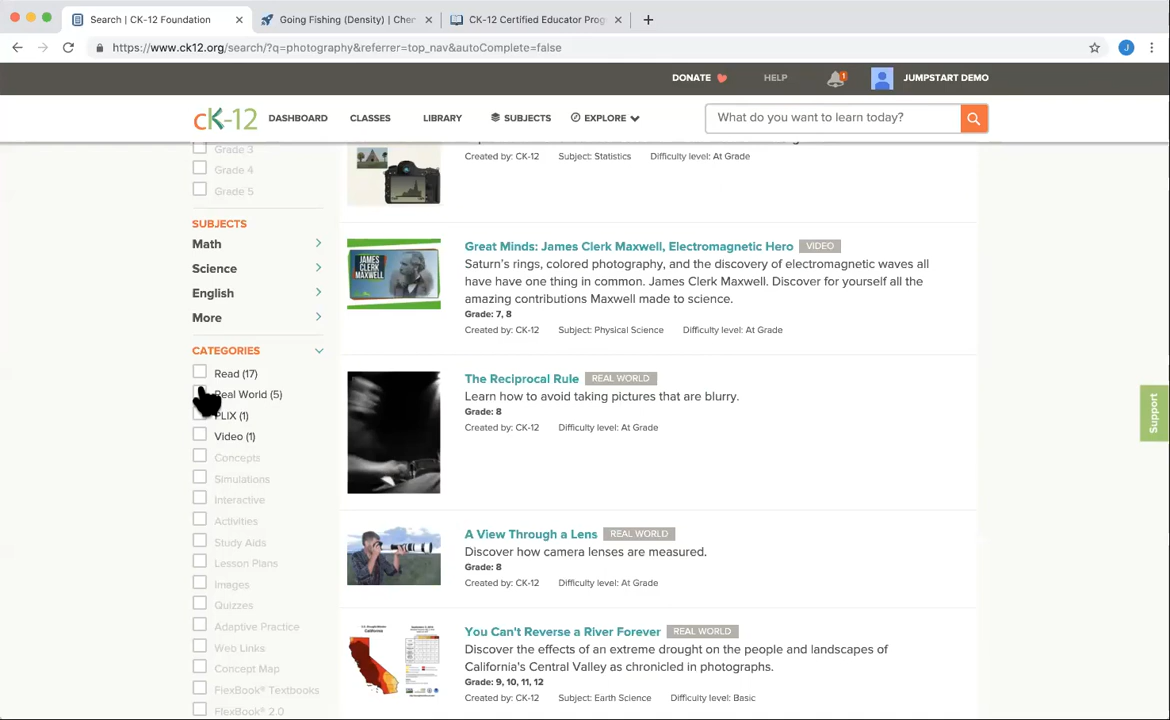 Search | CK-12 Foundation
Going Fishing (Density) | Cher
CK-12 Certified Educator Prog
https://www.ck12.org/search/?q=photography&referrer=top_nav&autoComplete=false
J
DONATE
HELP
1
JUMPSTART DEMO
cK-12
DASHBOARD
CLASSES
LIBRARY
SUBJECTS
EXPLORE
What do you want to learn today?
Grade 3
Grade 4
Grade 5
SUBJECTS
Math
Science
English
More
CATEGORIES
Read (17)
Real World (5)
PLIX (1)
Video (1)
Concepts
Simulations
Interactive
Activities
Study Aids
Lesson Plans
Images
Quizzes
Adaptive Practice
Web Links
Concept Map
FlexBook® Textbooks
FlexBook® 2.0
Created by: CK-12 Subject: Statistics Difficulty level: At Grade
JAMES CLERK MAXWELL
Great Minds: James Clerk Maxwell, Electromagnetic Hero VIDEO
Saturn's rings, colored photography, and the discovery of electromagnetic waves all
have have one thing in common. James Clerk Maxwell. Discover for yourself all the
amazing contributions Maxwell made to science.
Grade: 7, 8
Created by: CK-12 Subject: Physical Science Difficulty level: At Grade
The Reciprocal Rule REAL WORLD
Learn how to avoid taking pictures that are blurry.
Grade: 8
Created by: CK-12 Difficulty level: At Grade
A View Through a Lens REAL WORLD
Discover how camera lenses are measured.
Grade: 8
Created by: CK-12 Difficulty level: At Grade
You Can't Reverse a River Forever REAL WORLD
Discover the effects of an extreme drought on the people and landscapes of
California's Central Valley as chronicled in photographs.
Grade: 9, 10, 11, 12
Created by: CK-12 Subject: Earth Science Difficulty level: Basic
Support